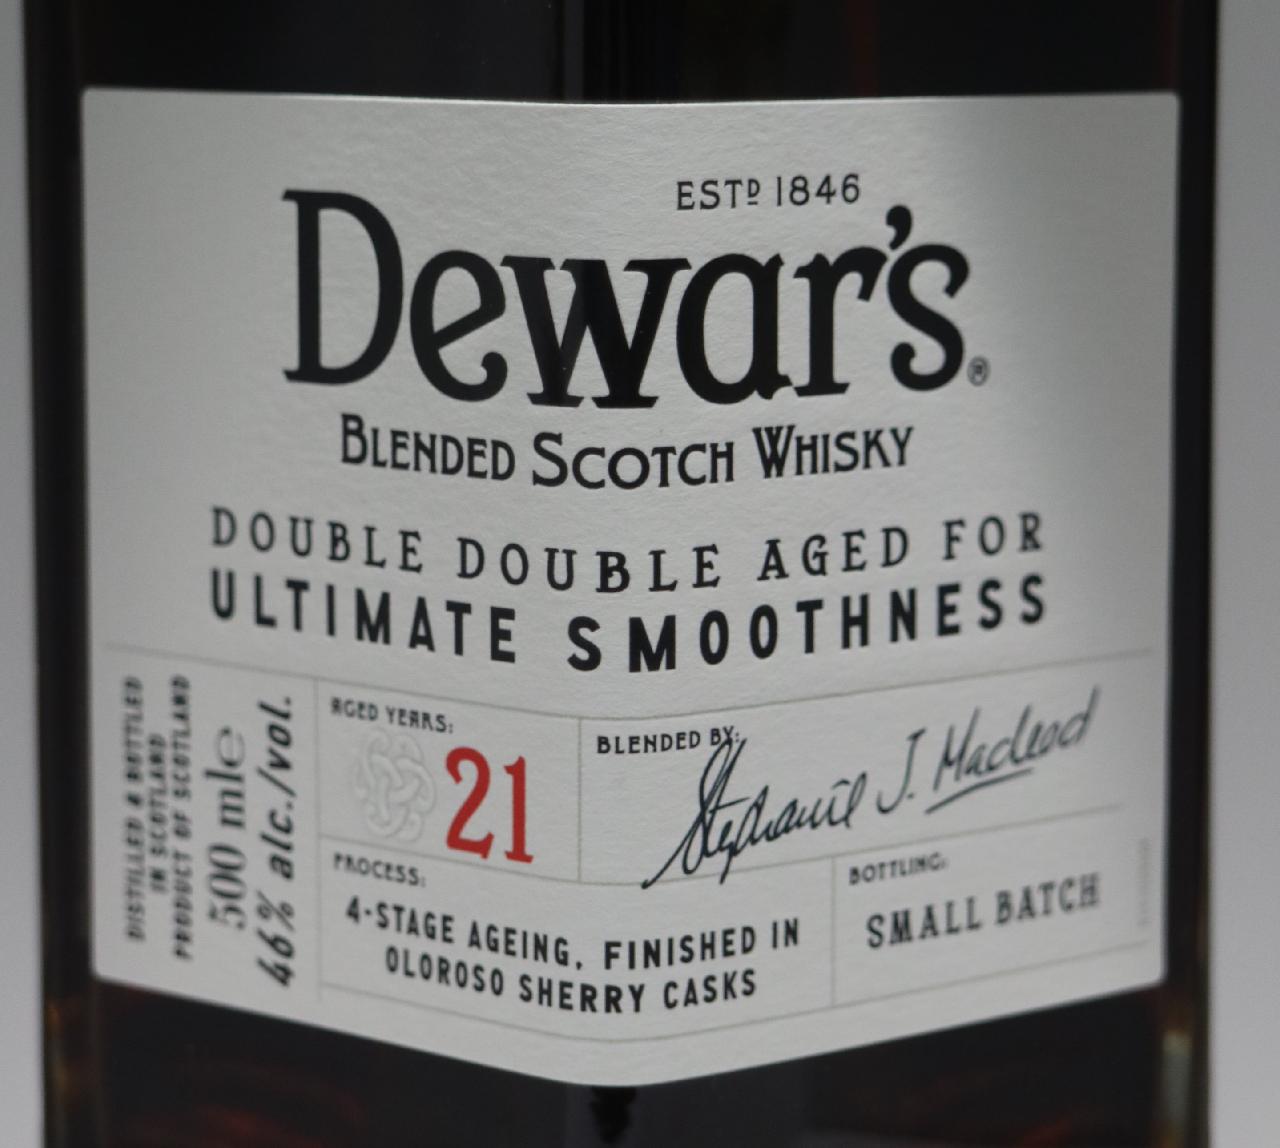 ESTD 1846
Dewar's®
BLENDED SCOTCH WHISKY
DOUBLE DOUBLE AGED FOR
ULTIMATE SMOOTHNESS
DISTILLED & BOTTLED
IN SCOTLAND
PRODUCT OF SCOTLAND
500 mle
46% alc./vol.
AGED YEARS:
21
BLENDED BY:
Stephanie J. Macleod
PROCESS:
4-STAGE AGEING, FINISHED IN
OLOROSO SHERRY CASKS
BOTTLING:
SMALL BATCH